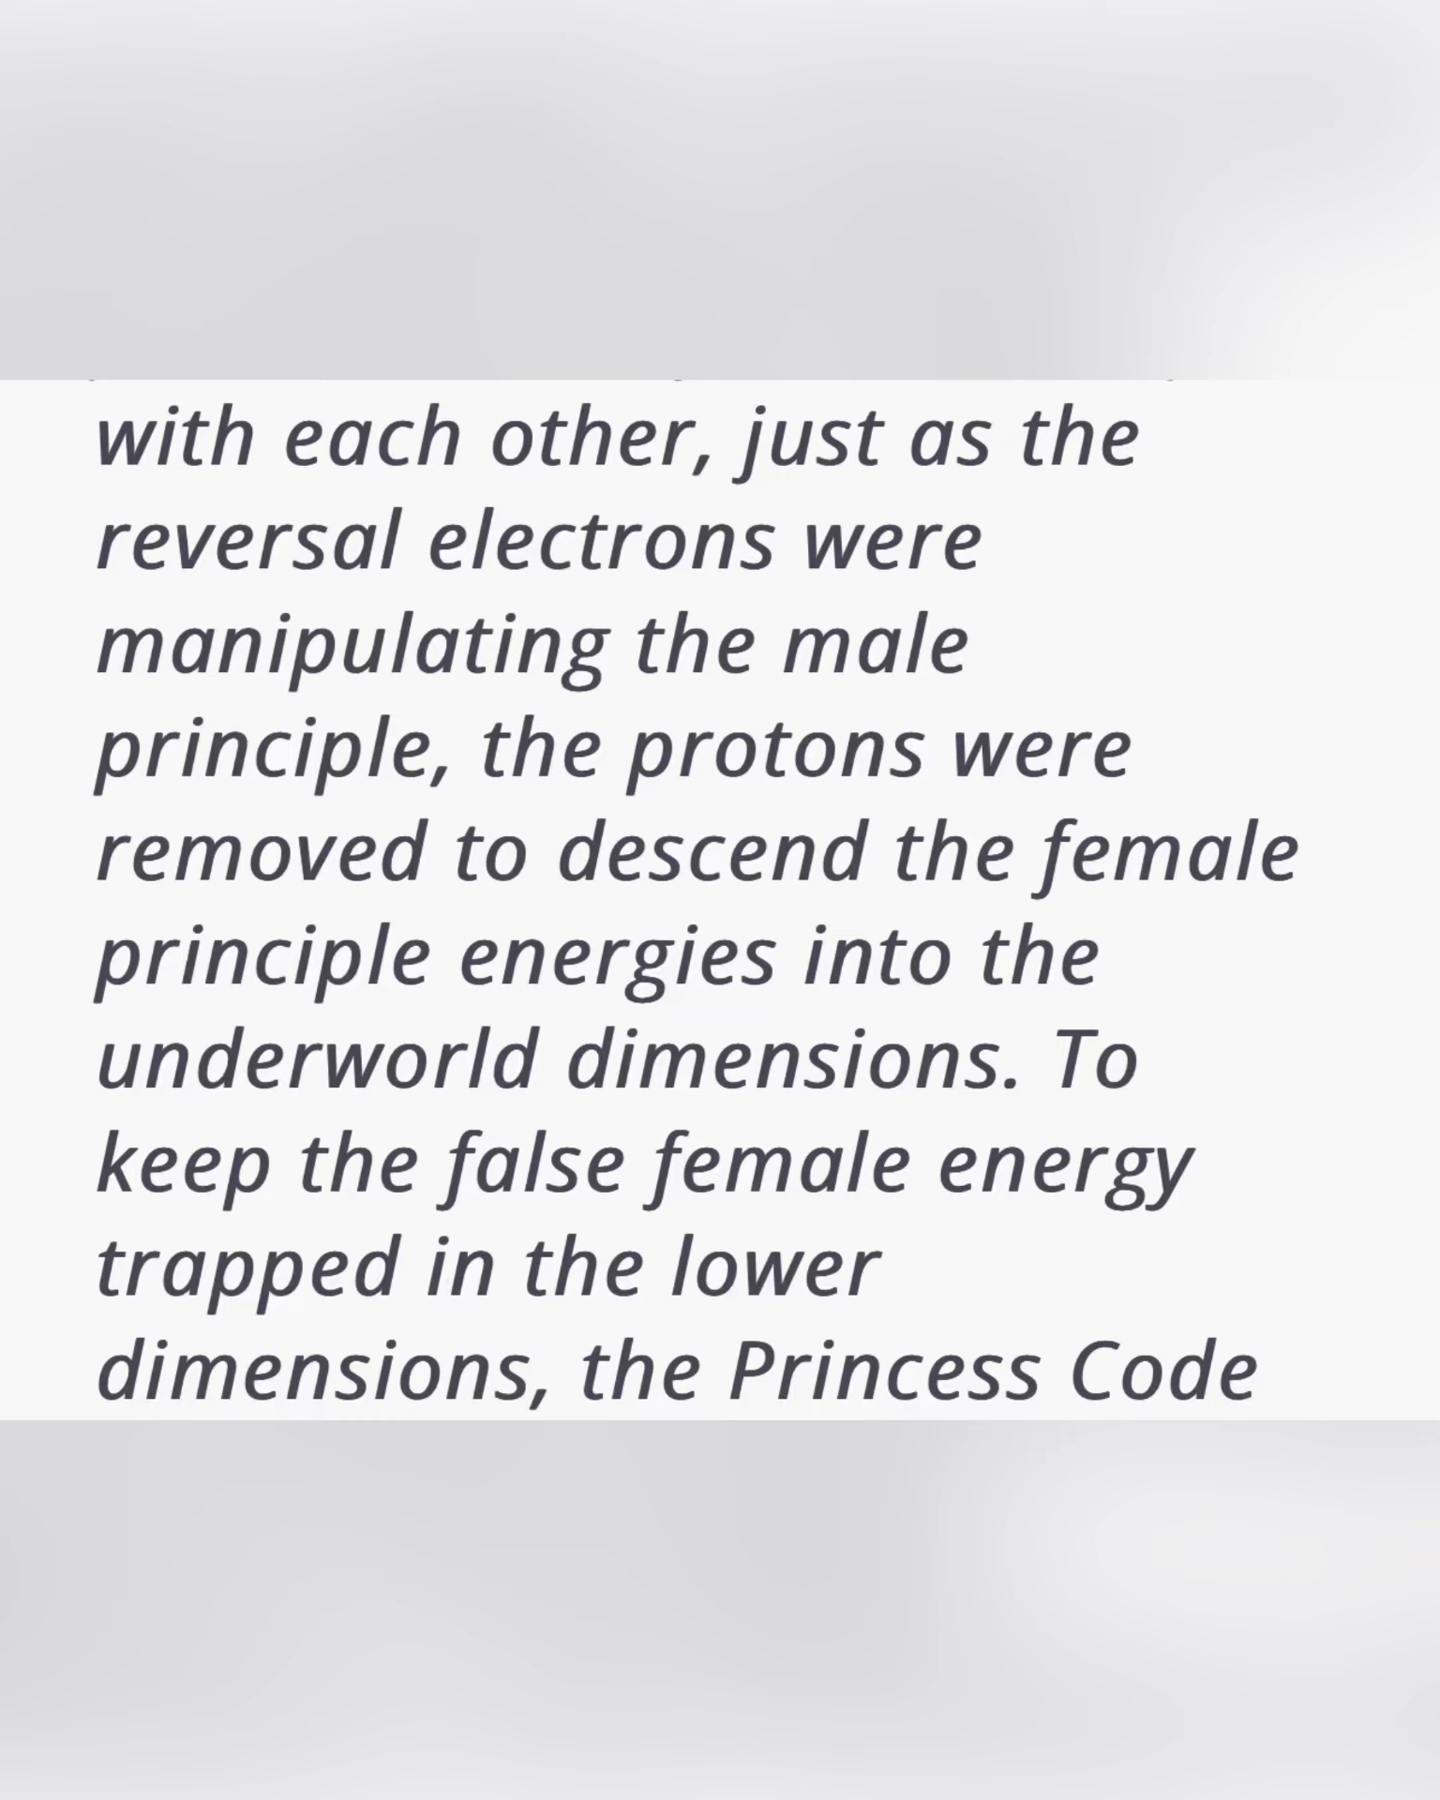 with each other, just as the
reversal electrons were
manipulating the male
principle, the protons were
removed to descend the female
principle energies into the
underworld dimensions. To
keep the false female energy
trapped in the lower
dimensions, the Princess Code